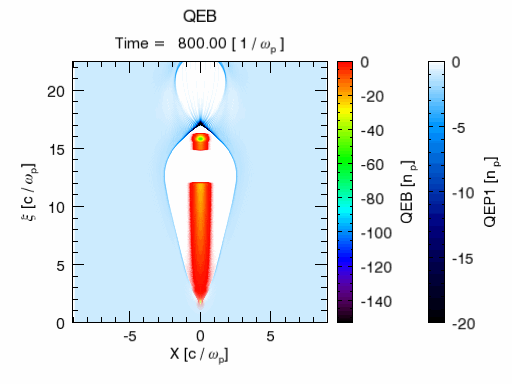 QEB
Time = 800.00 [ 1 / ωp ]
20
15
10
5
0
ξ [c / ωp]
-5 0 5
X [c / ωp]
0
-20
-40
-60
-80
-100
-120
-140
QEB [np]
0
-5
-10
-15
-20
QEP1 [np]